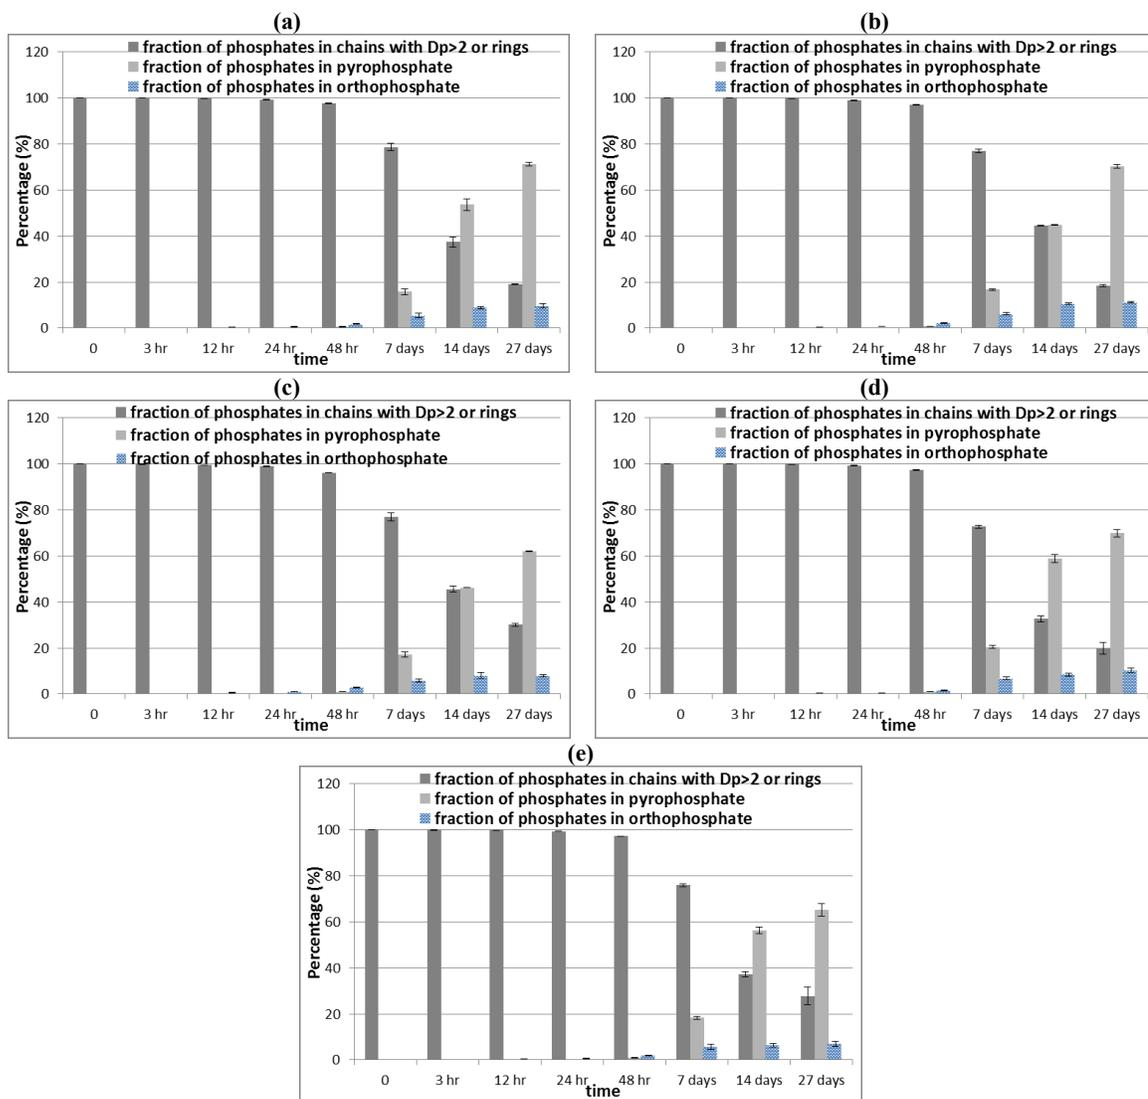 (a)
fraction of phosphates in chains with Dp>2 or rings
fraction of phosphates in pyrophosphate
fraction of phosphates in orthophosphate
Percentage (%)
120
100
80
60
40
20
0
0 3 hr 12 hr 24 hr 48 hr 7 days 14 days 27 days
time
(b)
fraction of phosphates in chains with Dp>2 or rings
fraction of phosphates in pyrophosphate
fraction of phosphates in orthophosphate
Percentage (%)
120
100
80
60
40
20
0
0 3 hr 12 hr 24 hr 48 hr 7 days 14 days 27 days
time
(c)
fraction of phosphates in chains with Dp>2 or rings
fraction of phosphates in pyrophosphate
fraction of phosphates in orthophosphate
Percentage (%)
120
100
80
60
40
20
0
0 3 hr 12 hr 24 hr 48 hr 7 days 14 days 27 days
time
(d)
fraction of phosphates in chains with Dp>2 or rings
fraction of phosphates in pyrophosphate
fraction of phosphates in orthophosphate
Percentage (%)
120
100
80
60
40
20
0
0 3 hr 12 hr 24 hr 48 hr 7 days 14 days 27 days
time
(e)
fraction of phosphates in chains with Dp>2 or rings
fraction of phosphates in pyrophosphate
fraction of phosphates in orthophosphate
Percentage (%)
120
100
80
60
40
20
0
0 3 hr 12 hr 24 hr 48 hr 7 days 14 days 27 days
time